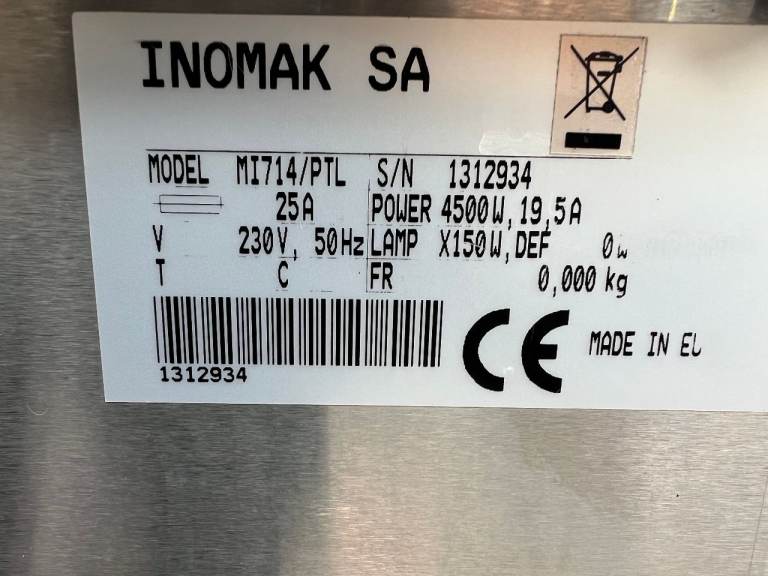 INOMAK SA
MODEL MI714/PTL S/N 1312934
25A POWER 4500W,19,5A
V 230V, 50Hz LAMP X150W,DEF 0w
T C FR 0,000 kg
1312934
CE MADE IN EU